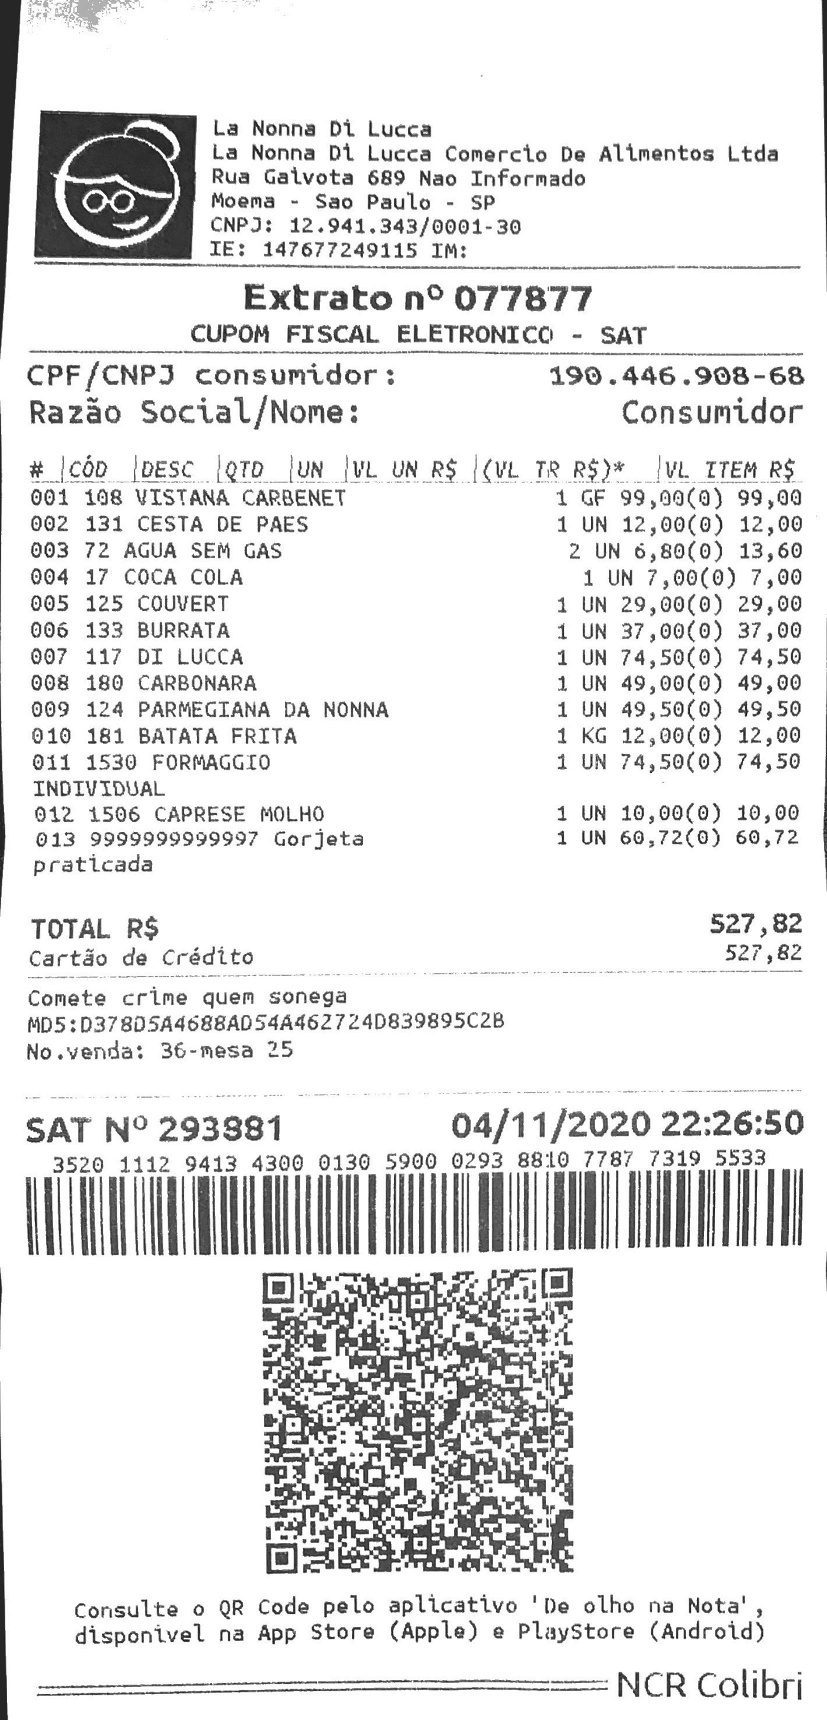 La Nonna Di Lucca
La Nonna Di Lucca Comercio De Alimentos Ltda
Rua Gaivota 689 Nao Informado
Moema - Sao Paulo - SP
CNPJ: 12.941.343/0001-30
IE: 147677249115 IM:
Extrato nº 077877
CUPOM FISCAL ELETRONICO - SAT
CPF/CNPJ consumidor: 190.446.908-68
Razão Social/Nome: Consumidor
# |CÓD |DESC |QTD |UN |VL UN R$ |(VL TR R$)* |VL ITEM R$
001 108 VISTANA CARBENET 1 GF 99,00(0) 99,00
002 131 CESTA DE PAES 1 UN 12,00(0) 12,00
003 72 AGUA SEM GAS 2 UN 6,80(0) 13,60
004 17 COCA COLA 1 UN 7,00(0) 7,00
005 125 COUVERT 1 UN 29,00(0) 29,00
006 133 BURRATA 1 UN 37,00(0) 37,00
007 117 DI LUCCA 1 UN 74,50(0) 74,50
008 180 CARBONARA 1 UN 49,00(0) 49,00
009 124 PARMEGIANA DA NONNA 1 UN 49,50(0) 49,50
010 181 BATATA FRITA 1 KG 12,00(0) 12,00
011 1530 FORMAGGIO 1 UN 74,50(0) 74,50
INDIVIDUAL
012 1506 CAPRESE MOLHO 1 UN 10,00(0) 10,00
013 9999999999997 Gorjeta 1 UN 60,72(0) 60,72
praticada
TOTAL R$ 527,82
Cartão de Crédito 527,82
Comete crime quem sonega
MD5:D378D5A4688AD54A462724D839895C2B
No.venda: 36-mesa 25
SAT Nº 293881 04/11/2020 22:26:50
3520 1112 9413 4300 0130 5900 0293 8810 7787 7319 5533
Consulte o QR Code pelo aplicativo 'De olho na Nota',
disponivel na App Store (Apple) e PlayStore (Android)
NCR Colibri